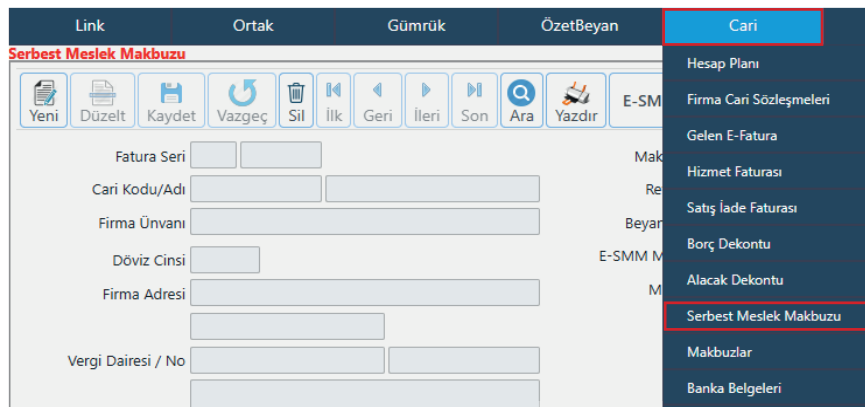 Link Ortak Gümrük ÖzetBeyan Cari
Serbest Meslek Makbuzu
Yeni Düzelt Kaydet Vazgeç Sil İlk Geri İleri Son Ara Yazdır E-SM
Fatura Seri Mak
Cari Kodu/Adı Re
Firma Ünvanı Beyar
Döviz Cinsi E-SMM M
Firma Adresi M
Vergi Dairesi / No
Hesap Planı
Firma Cari Sözleşmeleri
Gelen E-Fatura
Hizmet Faturası
Satış İade Faturası
Borç Dekontu
Alacak Dekontu
Serbest Meslek Makbuzu
Makbuzlar
Banka Belgeleri